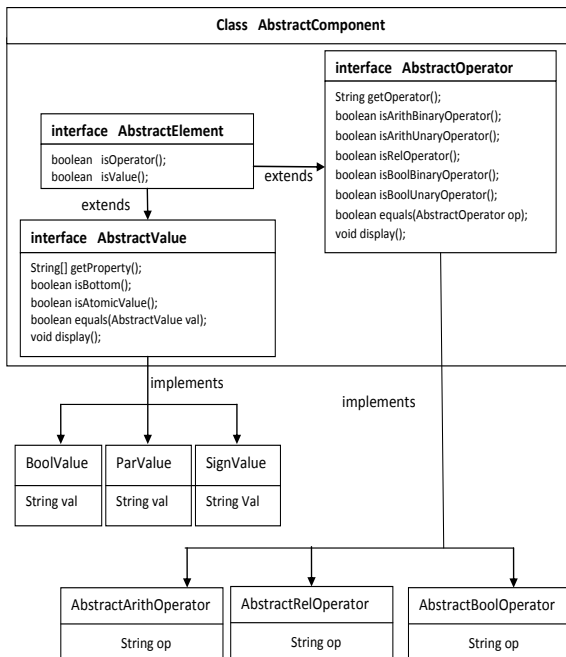 Class AbstractComponent
interface AbstractOperator
String getOperator();
boolean isArithBinaryOperator();
boolean isArithUnaryOperator();
boolean isRelOperator();
boolean isBoolBinaryOperator();
boolean isBoolUnaryOperator();
boolean equals(AbstractOperator op);
void display();
interface AbstractElement
boolean isOperator();
boolean isValue();
extends
extends
interface AbstractValue
String[] getProperty();
boolean isBottom();
boolean isAtomicValue();
boolean equals(AbstractValue val);
void display();
implements
implements
BoolValue
String val
ParValue
String val
SignValue
String Val
AbstractArithOperator
String op
AbstractRelOperator
String op
AbstractBoolOperator
String op